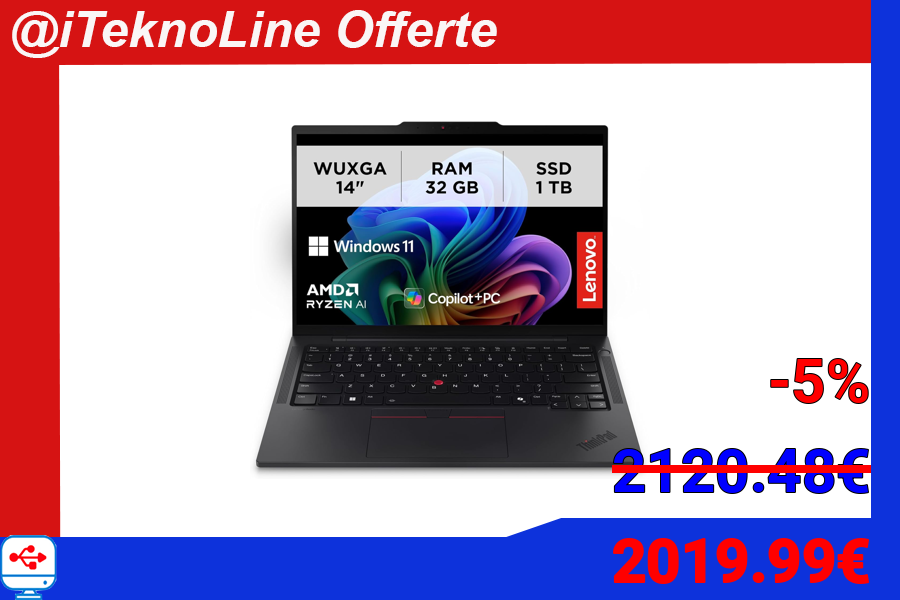 @iTeknoLine Offerte
WUXGA
14"
RAM
32 GB
SSD
1 TB
Windows 11
Lenovo
AMD
RYZEN AI
Copilot+PC
ThinkPad
-5%
2120.48€
2019.99€